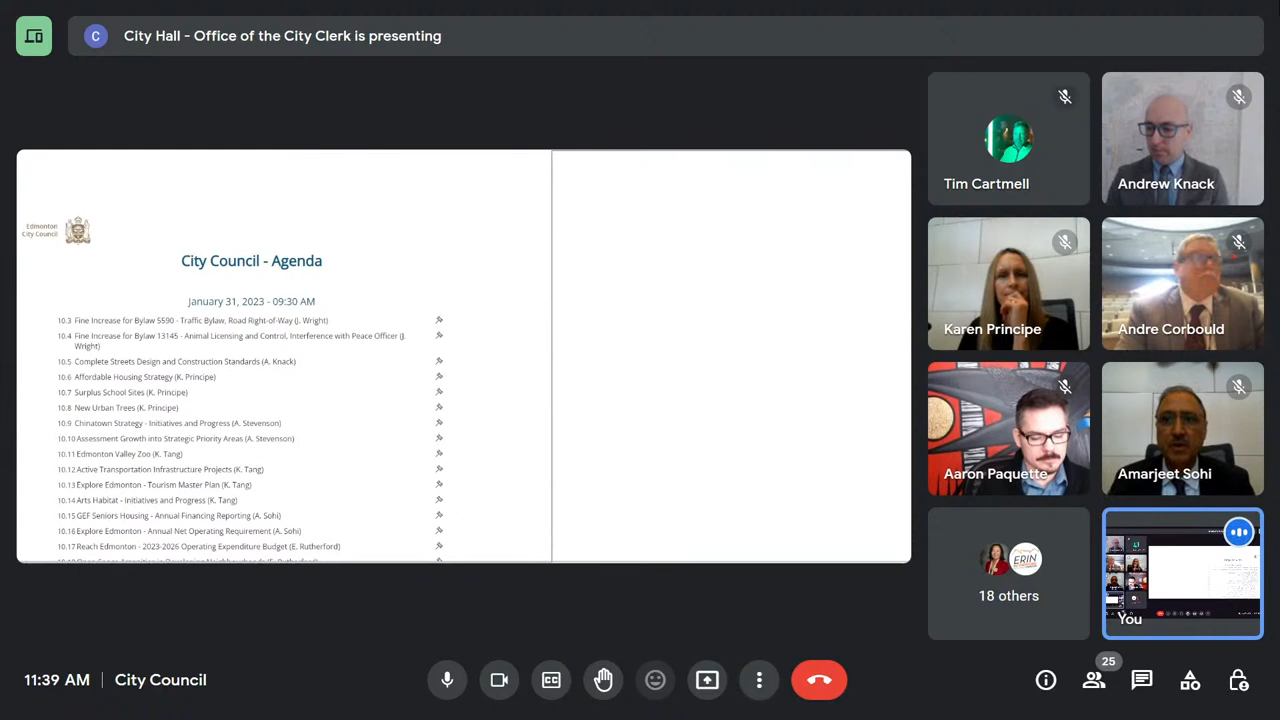 C
City Hall - Office of the City Clerk is presenting
Edmonton
City Council
City Council - Agenda
January 31, 2023 - 09:30 AM
10.3 Fine Increase for Bylaw 5590 - Traffic Bylaw, Road Right-of-Way (J. Wright)
10.4 Fine Increase for Bylaw 13145 - Animal Licensing and Control, Interference with Peace Officer (J.
Wright)
10.5 Complete Streets Design and Construction Standards (A. Knack)
10.6 Affordable Housing Strategy (K. Principe)
10.7 Surplus School Sites (K. Principe)
10.8 New Urban Trees (K. Principe)
10.9 Chinatown Strategy - Initiatives and Progress (A. Stevenson)
10.10 Assessment Growth into Strategic Priority Areas (A. Stevenson)
10.11 Edmonton Valley Zoo (K. Tang)
10.12 Active Transportation Infrastructure Projects (K. Tang)
10.13 Explore Edmonton - Tourism Master Plan (K. Tang)
10.14 Arts Habitat - Initiatives and Progress (K. Tang)
10.15 GEF Seniors Housing - Annual Financing Reporting (A. Sohi)
10.16 Explore Edmonton - Annual Net Operating Requirement (A. Sohi)
10.17 Reach Edmonton - 2023-2026 Operating Expenditure Budget (E. Rutherford)
Tim Cartmell
Andrew Knack
Karen Principe
Andre Corbould
Aaron Paquette
Amarjeet Sohi
ERIN
18 others
You
11:39 AM | City Council
CC
25